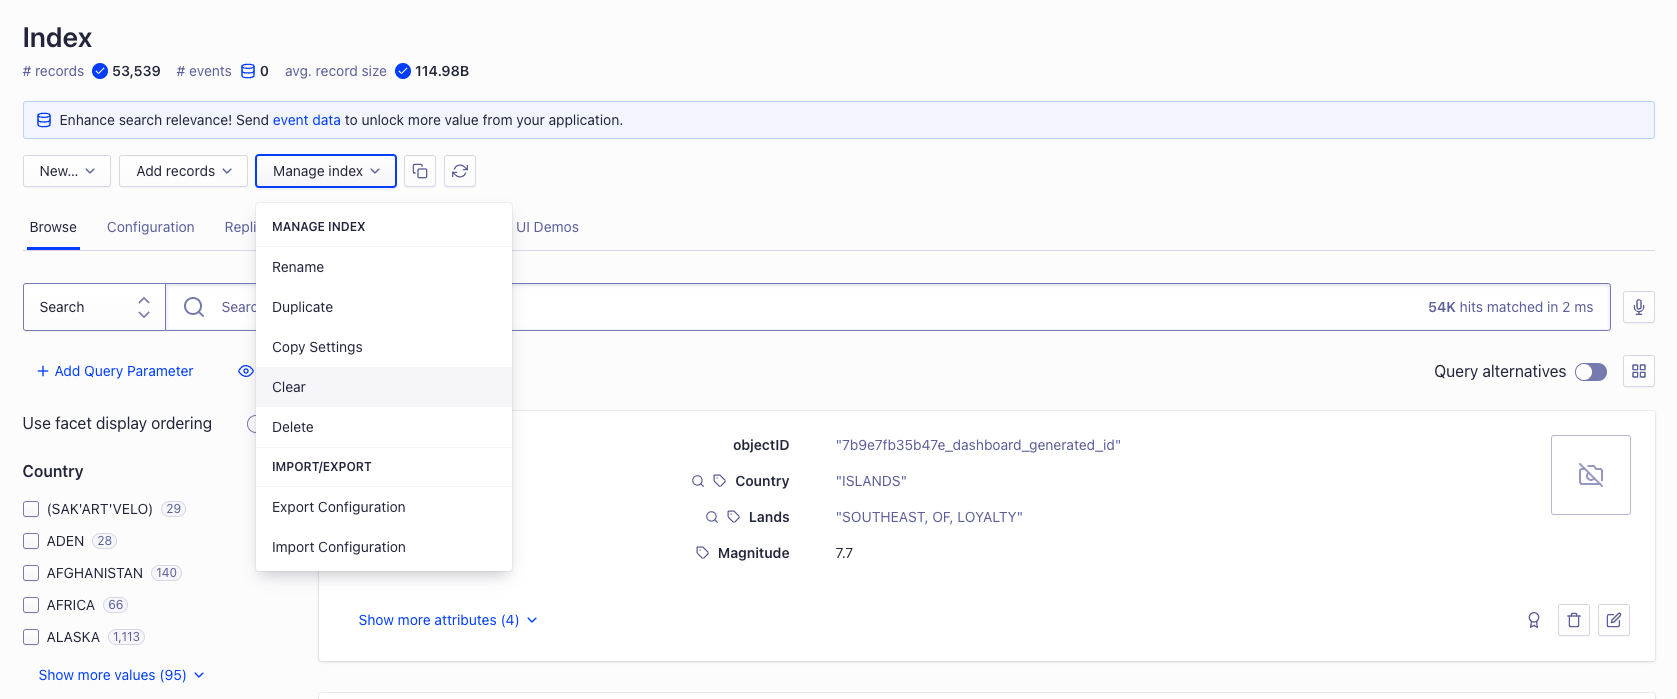 Index
# records 53,539 # events 0 avg. record size 114.98B
Enhance search relevance! Send event data to unlock more value from your application.
New... Add records Manage index
Browse Configuration UI Demos
MANAGE INDEX
Rename
Search 54K hits matched in 2 ms
Duplicate
Copy Settings
Add Query Parameter Query alternatives
Clear
Use facet display ordering
Delete
objectID "7b9e7fb35b47e_dashboard_generated_id"
IMPORT/EXPORT
Country
Country "ISLANDS"
Export Configuration
(SAK'ART'VELO) 29
Lands "SOUTHEAST, OF, LOYALTY"
ADEN 28
Import Configuration
Magnitude 7.7
AFGHANISTAN 140
AFRICA 66
Show more attributes (4)
ALASKA 1,113
Show more values (95)